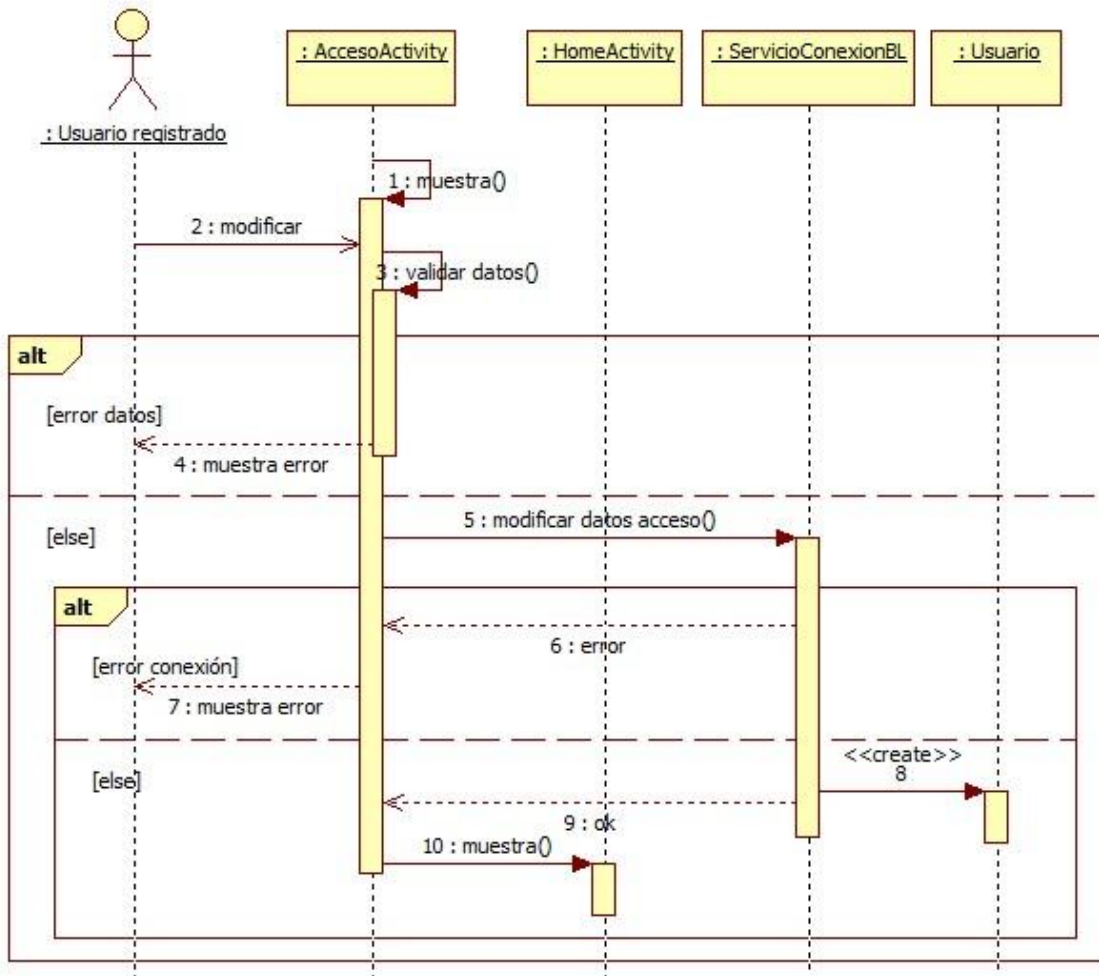 : AccesoActivity
: HomeActivity
: ServicioConexionBL
: Usuario
: Usuario registrado
1 : muestra()
2 : modificar
3 : validar datos()
alt
[error datos]
4 : muestra error
5 : modificar datos acceso()
[else]
alt
6 : error
[error conexión]
7 : muestra error
<<create>>
8
[else]
9 : ok
10 : muestra()